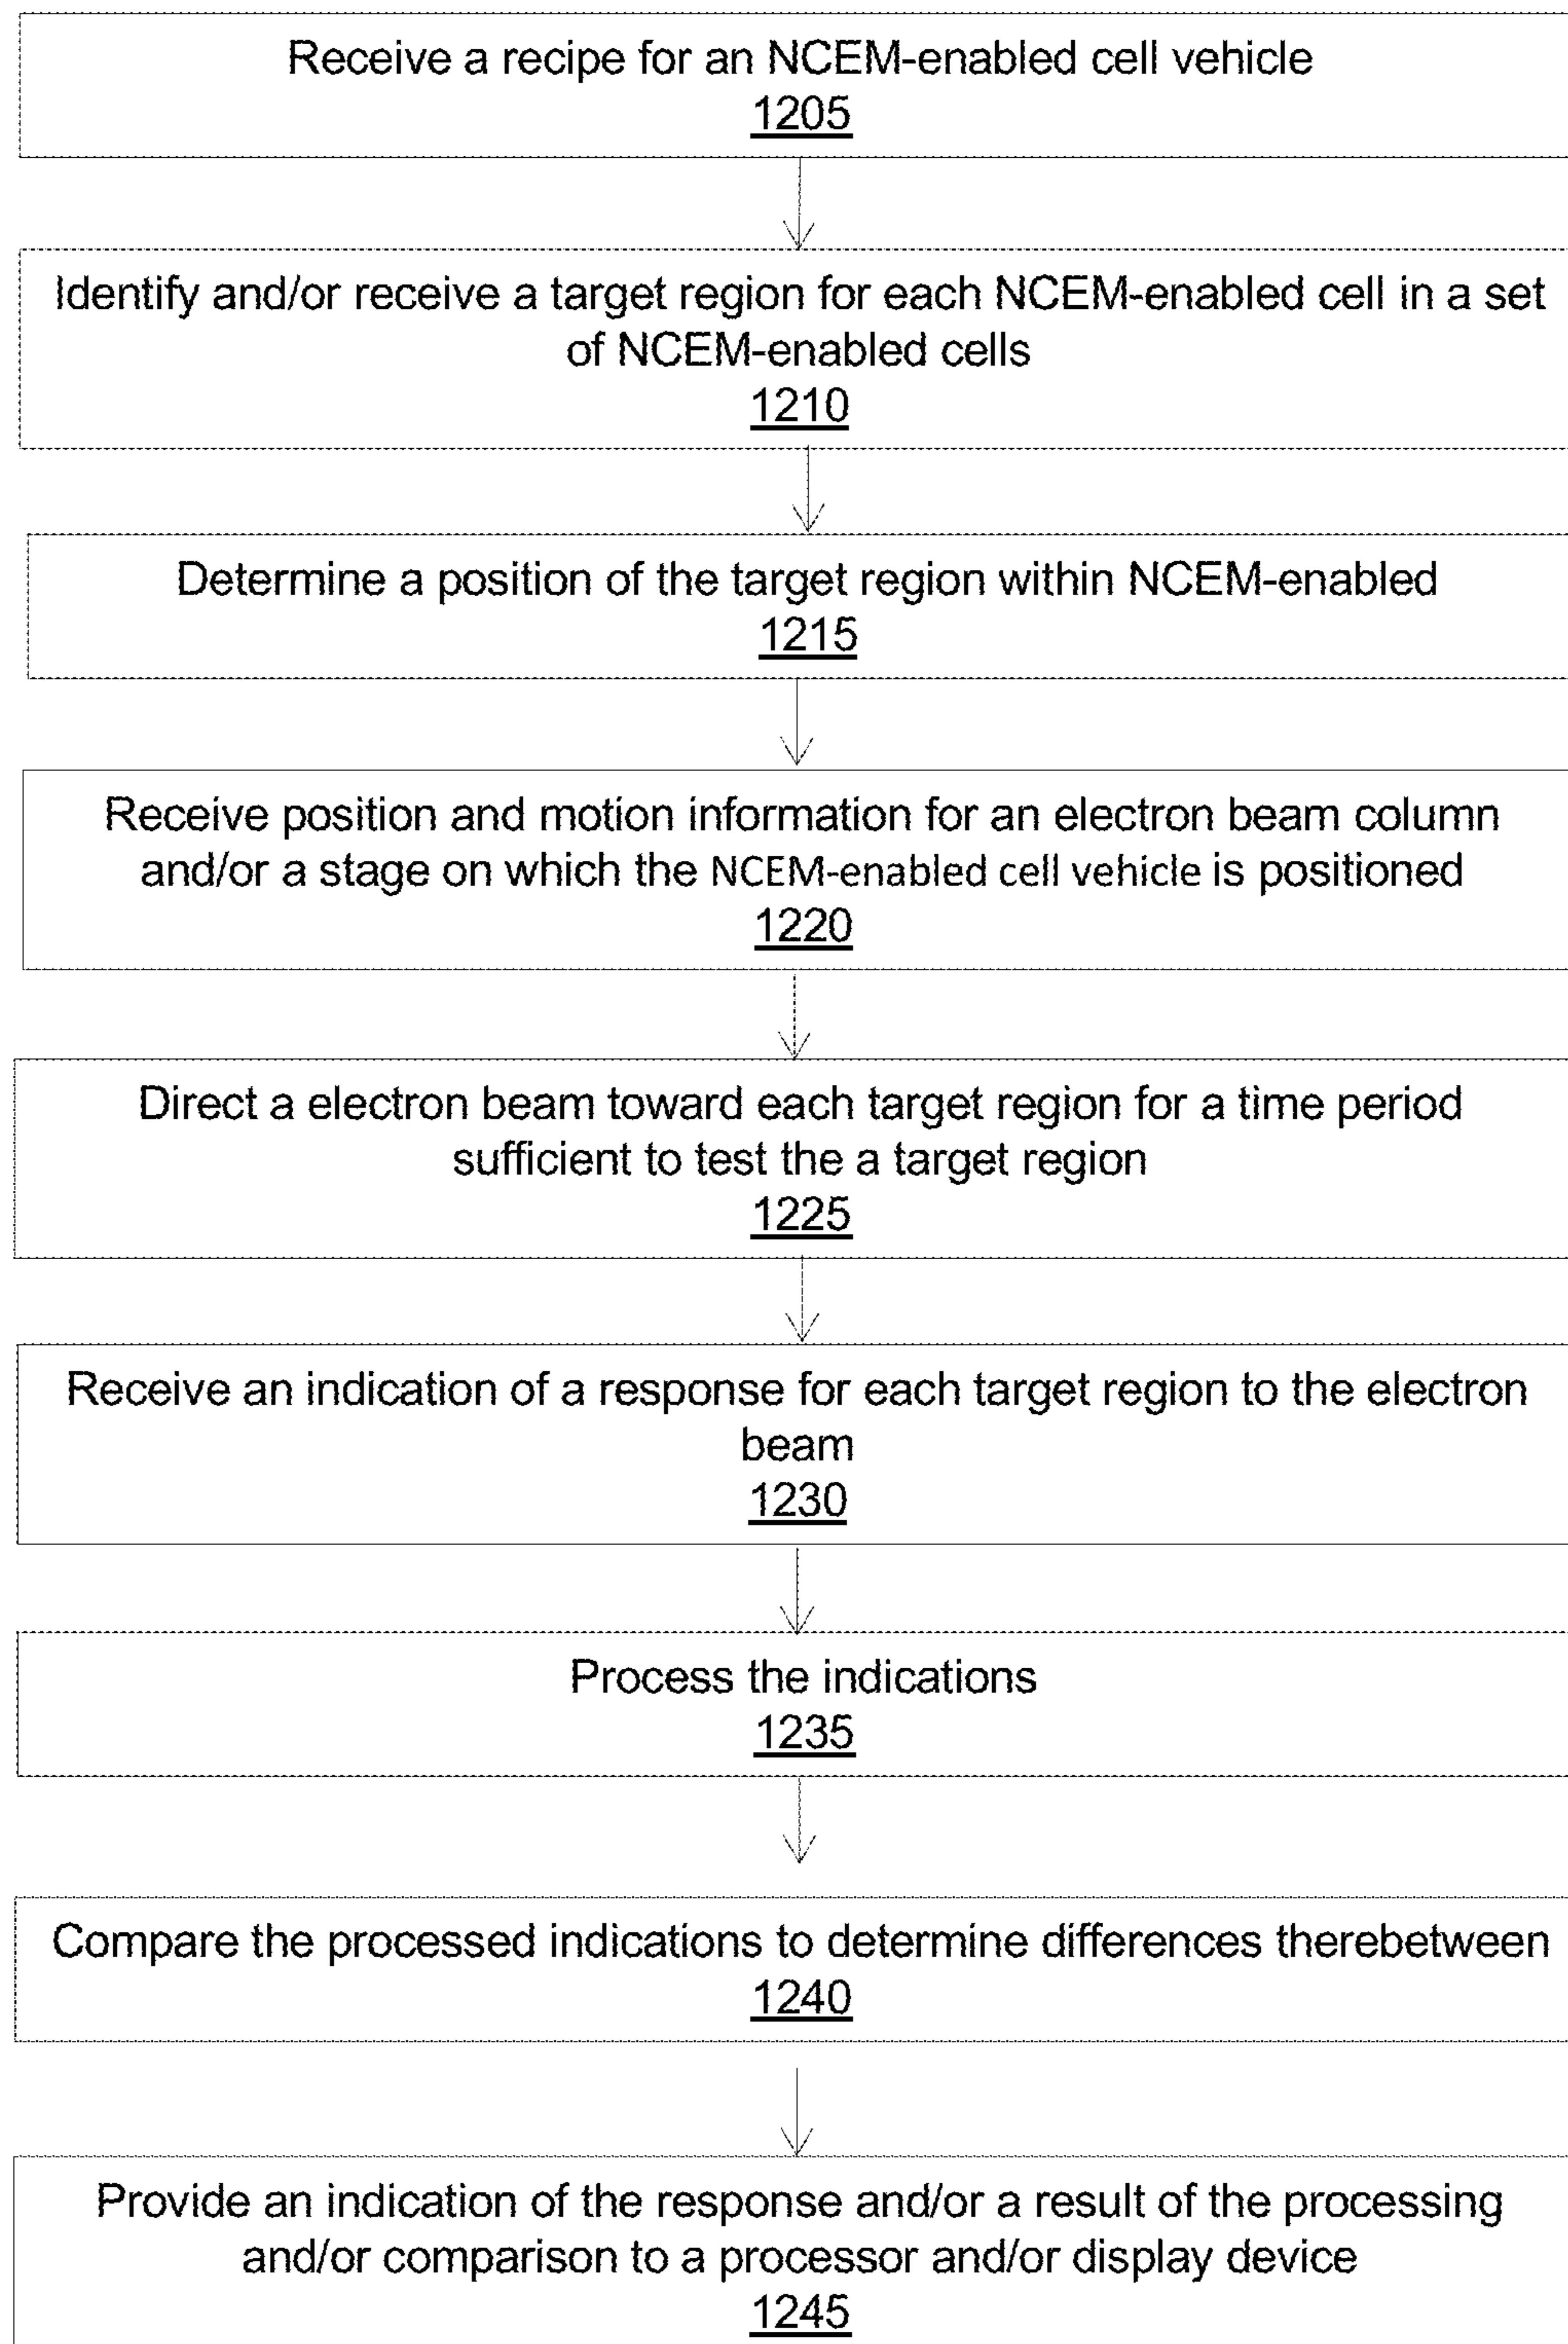 Receive a recipe for an NCEM-enabled cell vehicle
1205
Identify and/or receive a target region for each NCEM-enabled cell in a set
of NCEM-enabled cells
1210
Determine a position of the target region within NCEM-enabled
1215
Receive position and motion information for an electron beam column
and/or a stage on which the NCEM-enabled cell vehicle is positioned
1220
Direct a electron beam toward each target region for a time period
sufficient to test the a target region
1225
Receive an indication of a response for each target region to the electron
beam
1230
Process the indications
1235
Compare the processed indications to determine differences therebetween
1240
Provide an indication of the response and/or a result of the processing
and/or comparison to a processor and/or display device
1245